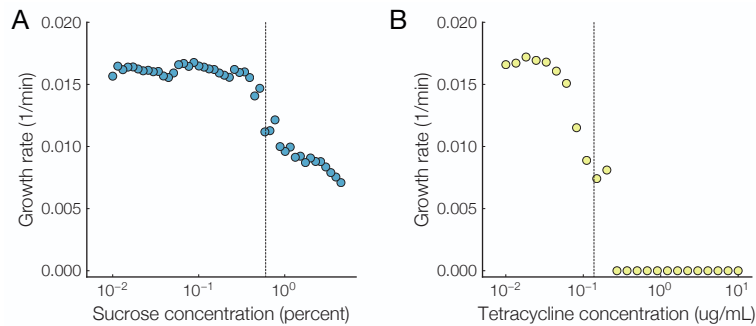 A
B
Growth rate (1/min)
0.020
0.015
0.010
0.005
0.000
10⁻²
10⁻¹
10⁰
Sucrose concentration (percent)
Growth rate (1/min)
0.020
0.015
0.010
0.005
0.000
10⁻²
10⁻¹
10⁰
10¹
Tetracycline concentration (ug/mL)